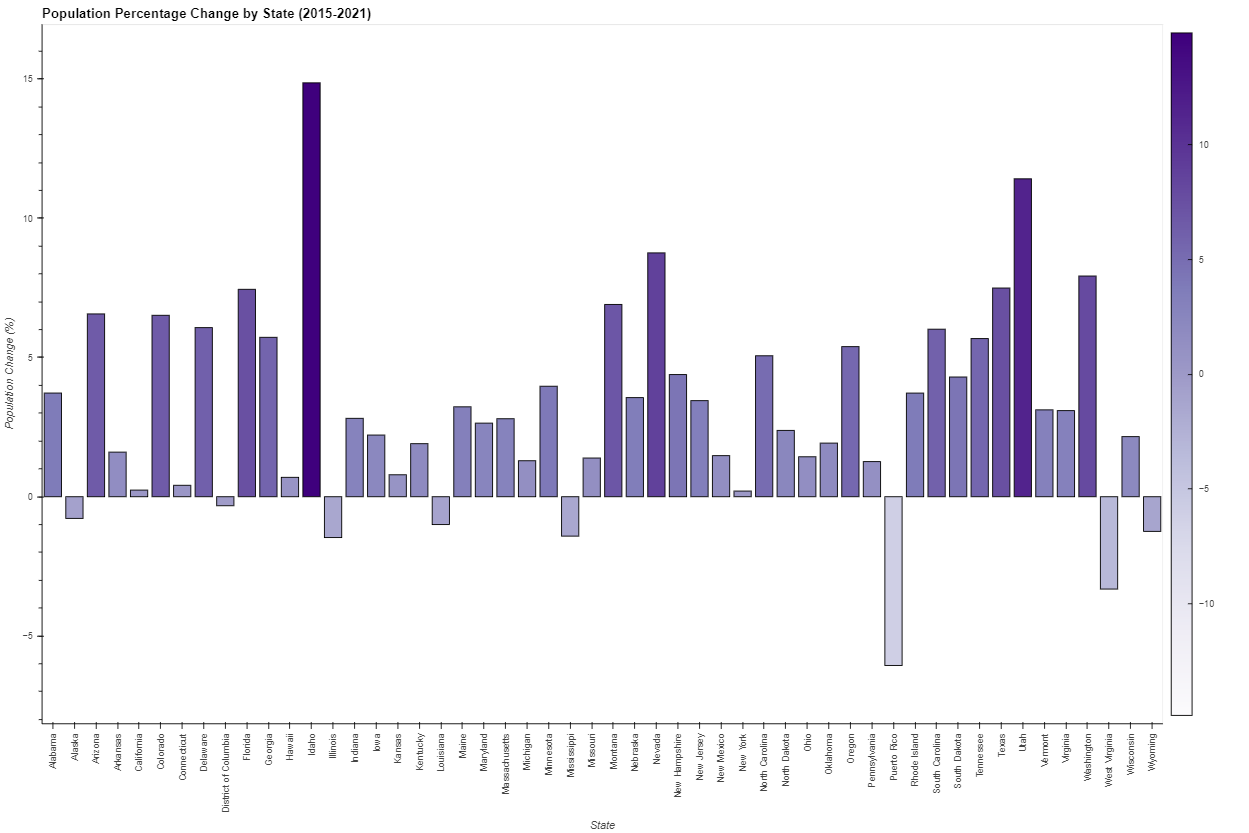 Population Percentage Change by State (2015-2021)
15
10
5
0
−5
Population Change (%)
10
5
0
−5
−10
Alabama
Alaska
Arizona
Arkansas
California
Colorado
Connecticut
Delaware
District of Columbia
Florida
Georgia
Hawaii
Idaho
Illinois
Indiana
Iowa
Kansas
Kentucky
Louisiana
Maine
Maryland
Massachusetts
Michigan
Minnesota
Mississippi
Missouri
Montana
Nebraska
Nevada
New Hampshire
New Jersey
New Mexico
New York
North Carolina
North Dakota
Ohio
Oklahoma
Oregon
Pennsylvania
Puerto Rico
Rhode Island
South Carolina
South Dakota
Tennessee
Texas
Utah
Vermont
Virginia
Washington
West Virginia
Wisconsin
Wyoming
State